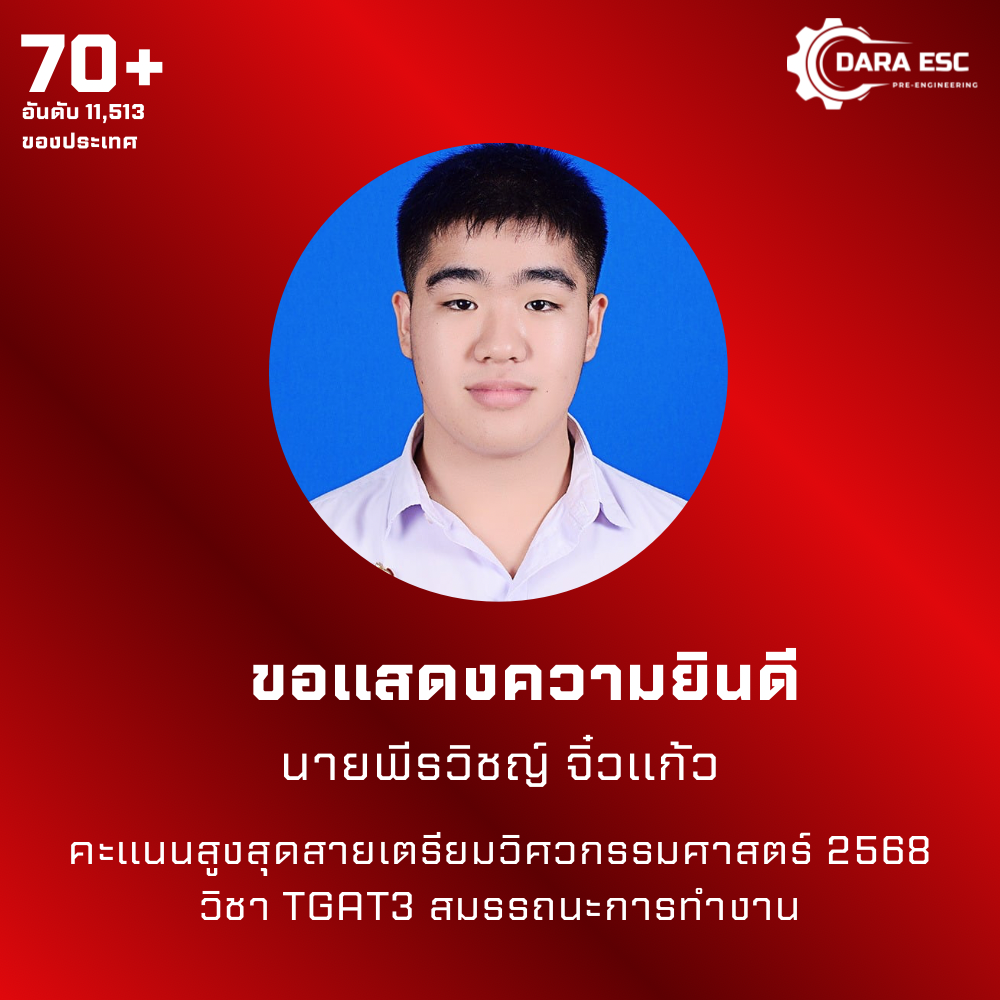 70+
อันดับ 11,513
ของประเทศ
DARA ESC
PRE-ENGINEERING
ขอแสดงความยินดี
นายพีรวิชญ์ จิ๋วแก้ว
คะแนนสูงสุดสายเตรียมวิศวกรรมศาสตร์ 2568
วิชา TGAT3 สมรรถนะการทำงาน